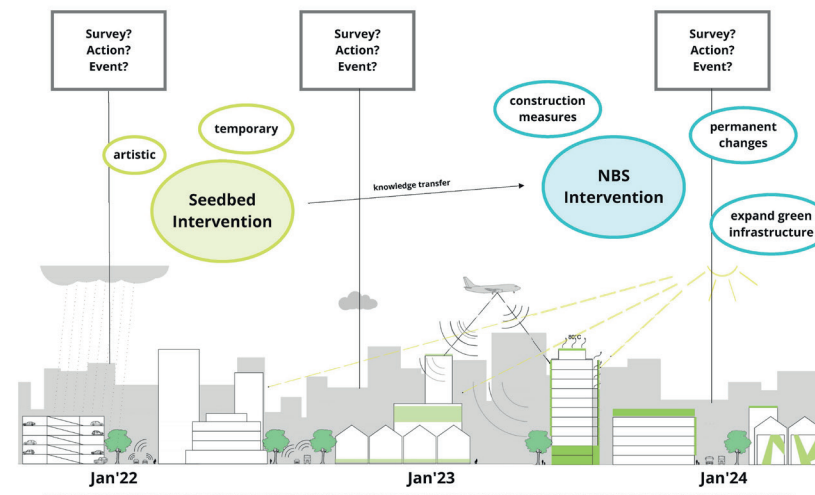 Survey?
Action?
Event?
Survey?
Action?
Event?
Survey?
Action?
Event?
artistic
temporary
Seedbed
Intervention
knowledge transfer
construction
measures
NBS
Intervention
permanent
changes
expand green
infrastructure
80°C
Jan'22
Jan'23
Jan'24